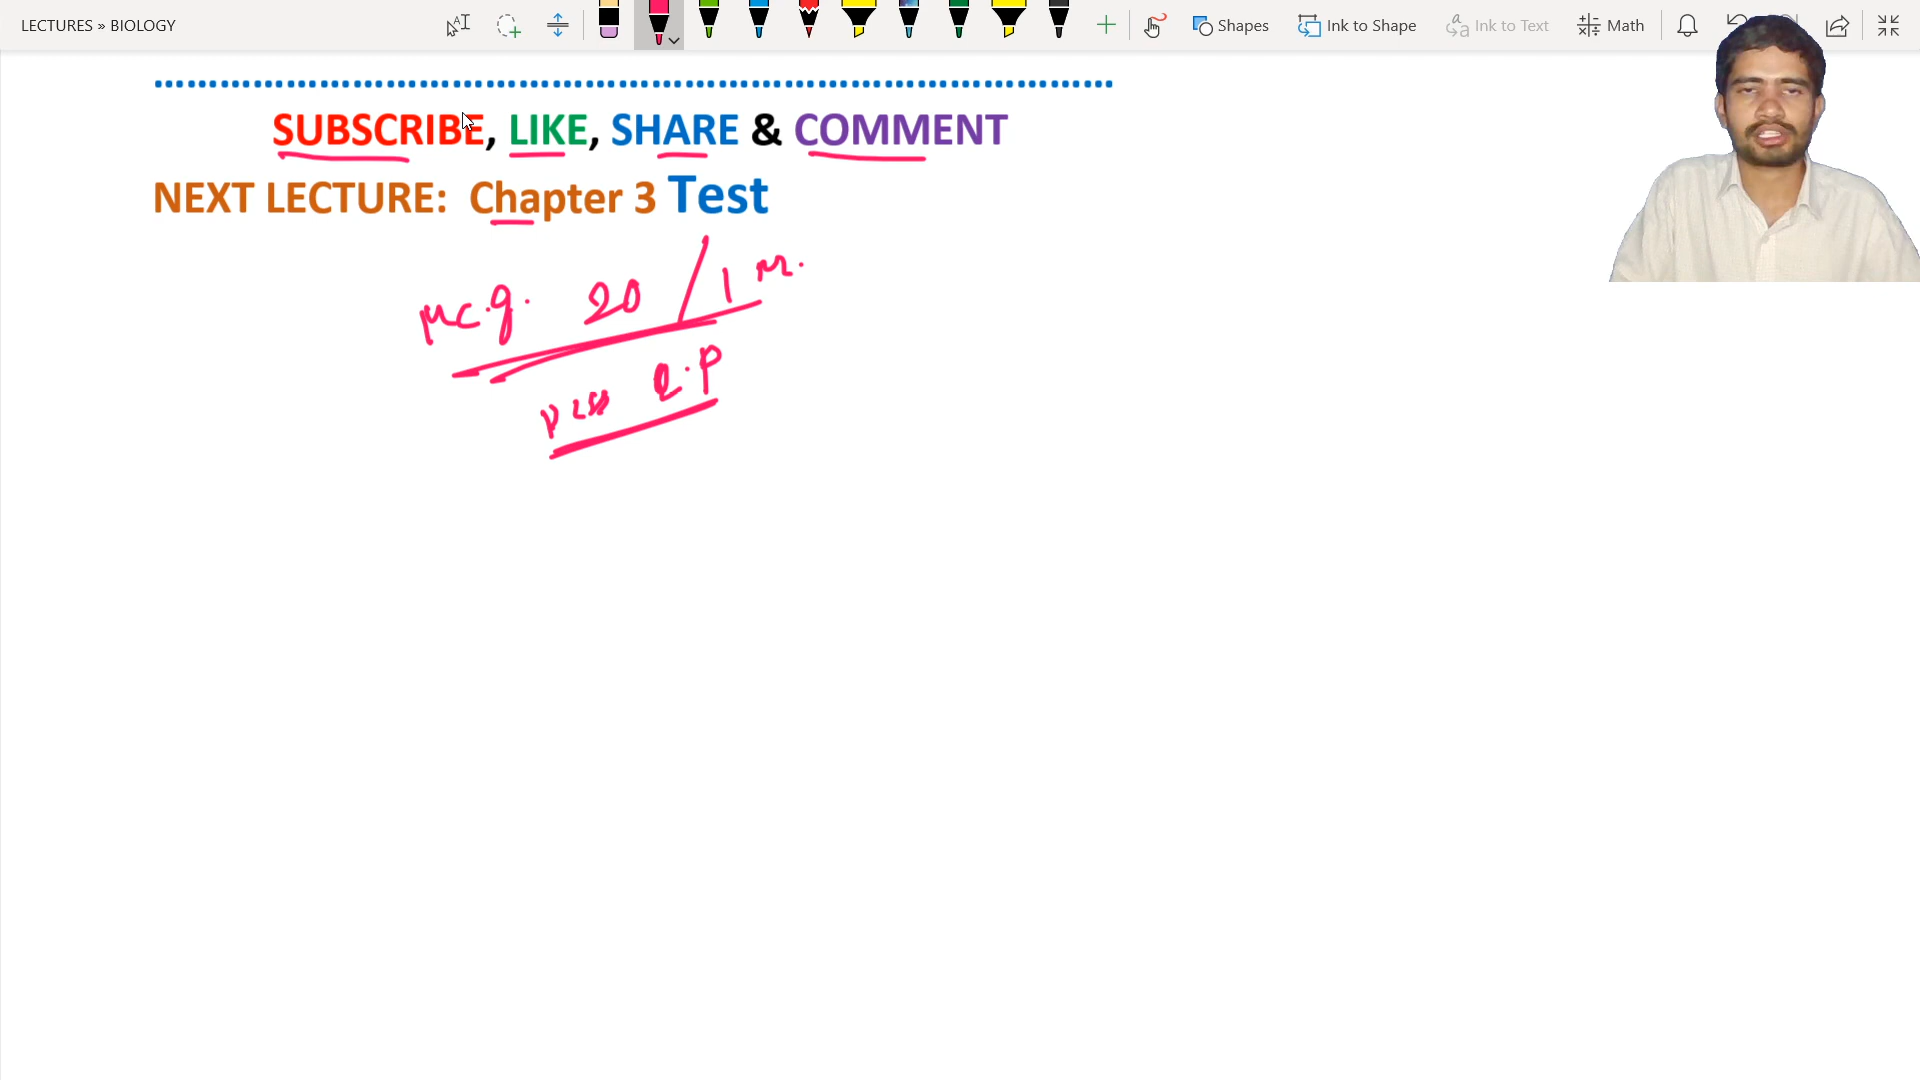 LECTURES » BIOLOGY
Shapes
Ink to Shape
Ink to Text
Math
SUBSCRIBE, LIKE, SHARE & COMMENT
NEXT LECTURE: Chapter 3 Test
M C. q. 20 / 1 M.
Q. P